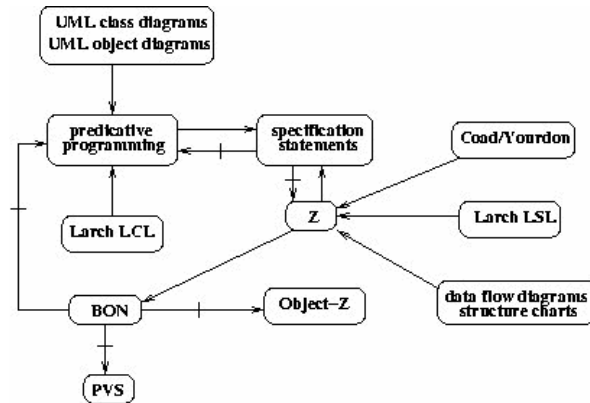 UML class diagrams
UML object diagrams
predicative
programming
specification
statements
Coad/Yourdon
Larch LCL
Z
Larch LSL
BON
Object-Z
data flow diagrams
structure charts
PVS